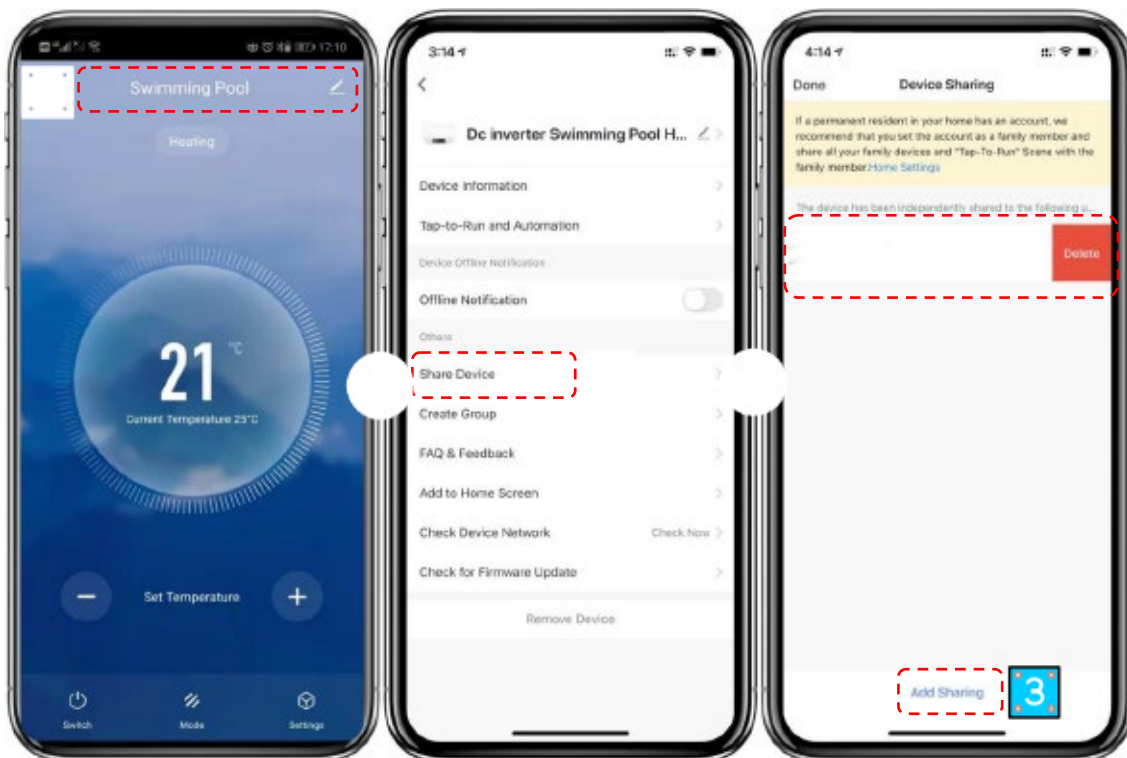 17:10
Swimming Pool
Heating
21 °C
Current Temperature 25°C
Set Temperature
Switch
Mode
Settings
3:14
Dc inverter Swimming Pool H...
Device Information
Tap-to-Run and Automation
Device Offline Notification
Offline Notification
Others
Share Device
Create Group
FAQ & Feedback
Add to Home Screen
Check Device Network Check Now
Check for Firmware Update
Remove Device
4:14
Done Device Sharing
If a permanent resident in your home has an account, we
recommend that you set the account as a family member and
share all your family devices and "Tap-To-Run" Scene with the
family member.Home Settings
The device has been independently shared to the following u...
Delete
Add Sharing
3